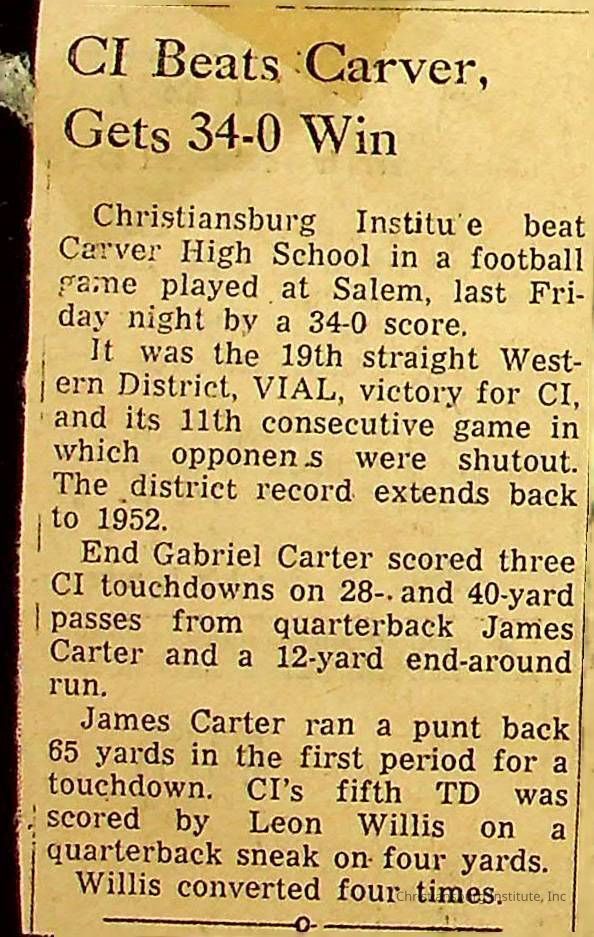 CI Beats Carver,
Gets 34-0 Win
Christiansburg Institu e beat
Carver High School in a football
game played at Salem, last Fri-
day night by a 34-0 score.
It was the 19th straight West-
ern District, VIAL, victory for CI,
and its 11th consecutive game in
which opponen s were shutout.
The district record extends back
to 1952.
End Gabriel Carter scored three
CI touchdowns on 28-. and 40-yard
passes from quarterback James
Carter and a 12-yard end-around
run.
James Carter ran a punt back
65 yards in the first period for a
touchdown. CI's fifth TD was
scored by Leon Willis on a
quarterback sneak on four yards.
Willis converted four times.
Christiansburg Institute, Inc
-O-